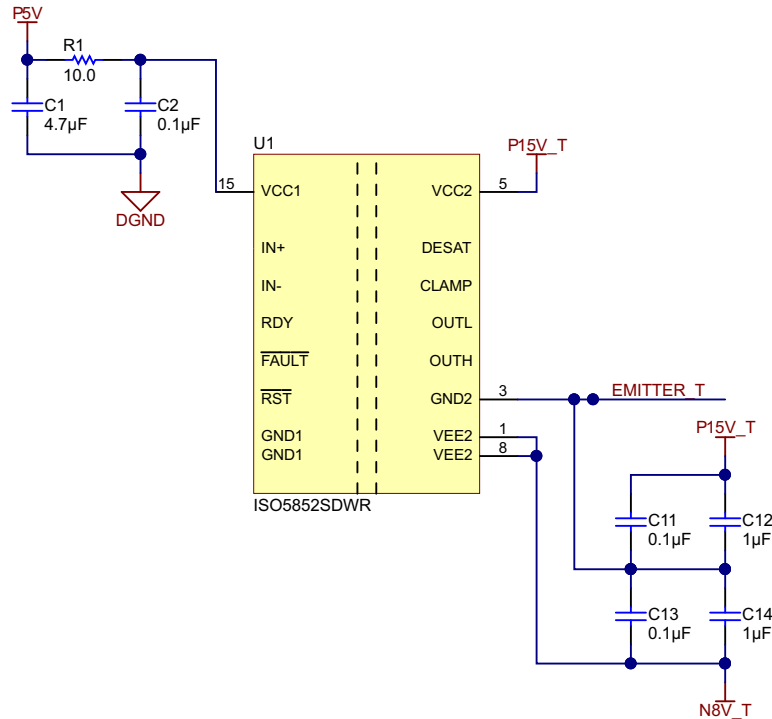 P5V
R1
10.0
C1
4.7µF
C2
0.1µF
DGND
U1
15
VCC1
IN+
IN-
RDY
FAULT
RST
GND1
GND1
VCC2
5
DESAT
CLAMP
OUTL
OUTH
GND2
3
VEE2
1
VEE2
8
ISO5852SDWR
P15V_T
EMITTER_T
P15V_T
C11
0.1µF
C12
1µF
C13
0.1µF
C14
1µF
N8V_T